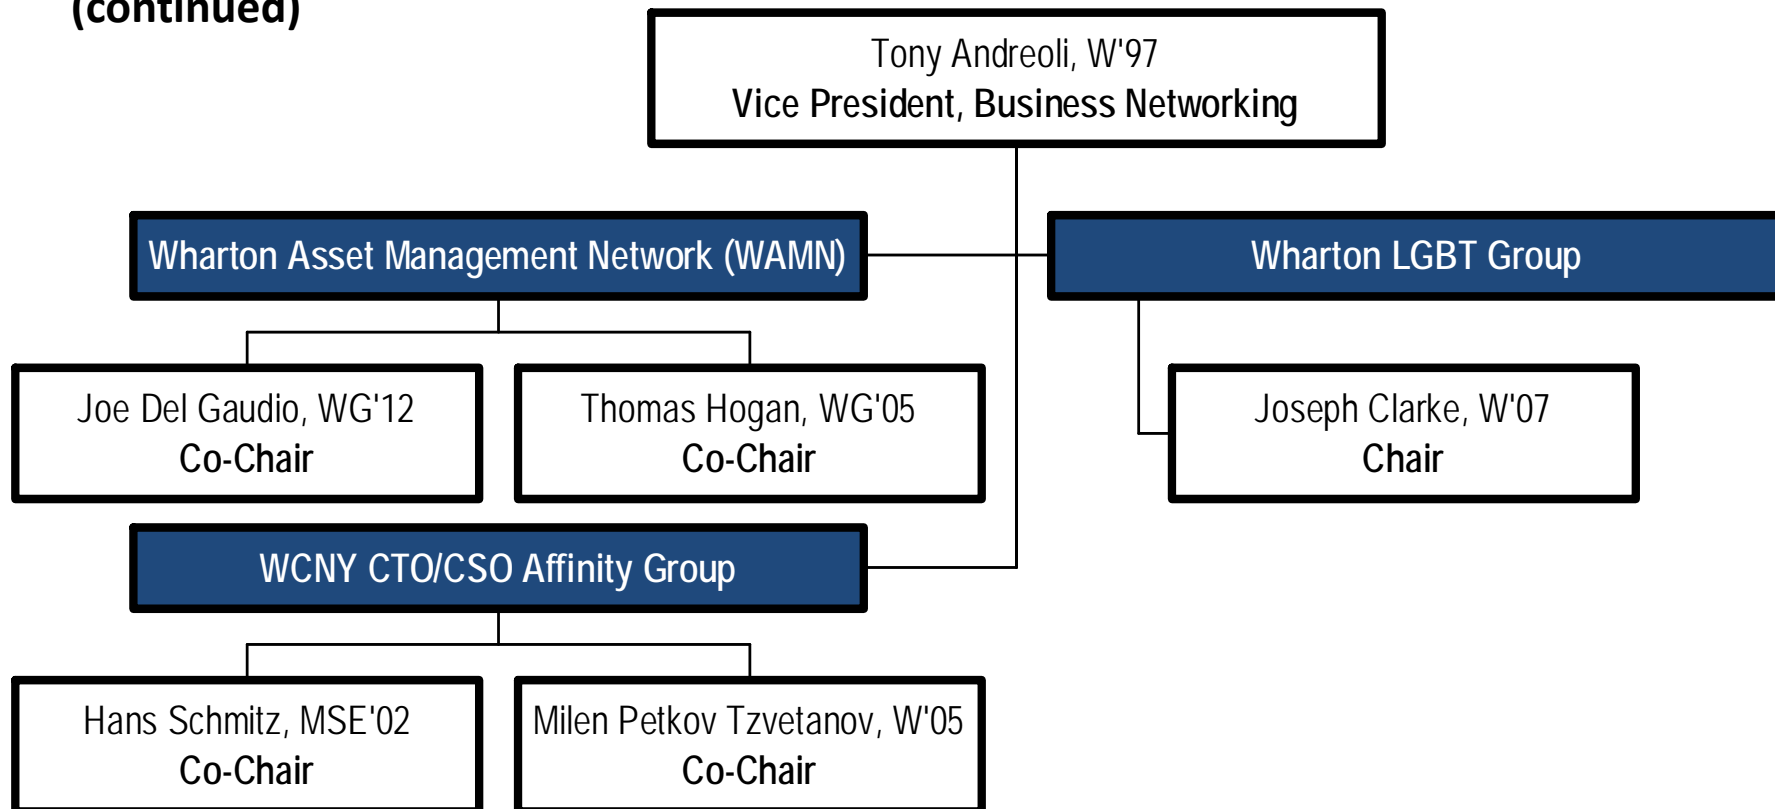 (continued)
Tony Andreoli, W'97
Vice President, Business Networking
Wharton Asset Management Network (WAMN)
Wharton LGBT Group
Joe Del Gaudio, WG'12
Co-Chair
Thomas Hogan, WG'05
Co-Chair
Joseph Clarke, W'07
Chair
WCNY CTO/CSO Affinity Group
Hans Schmitz, MSE'02
Co-Chair
Milen Petkov Tzvetanov, W'05
Co-Chair